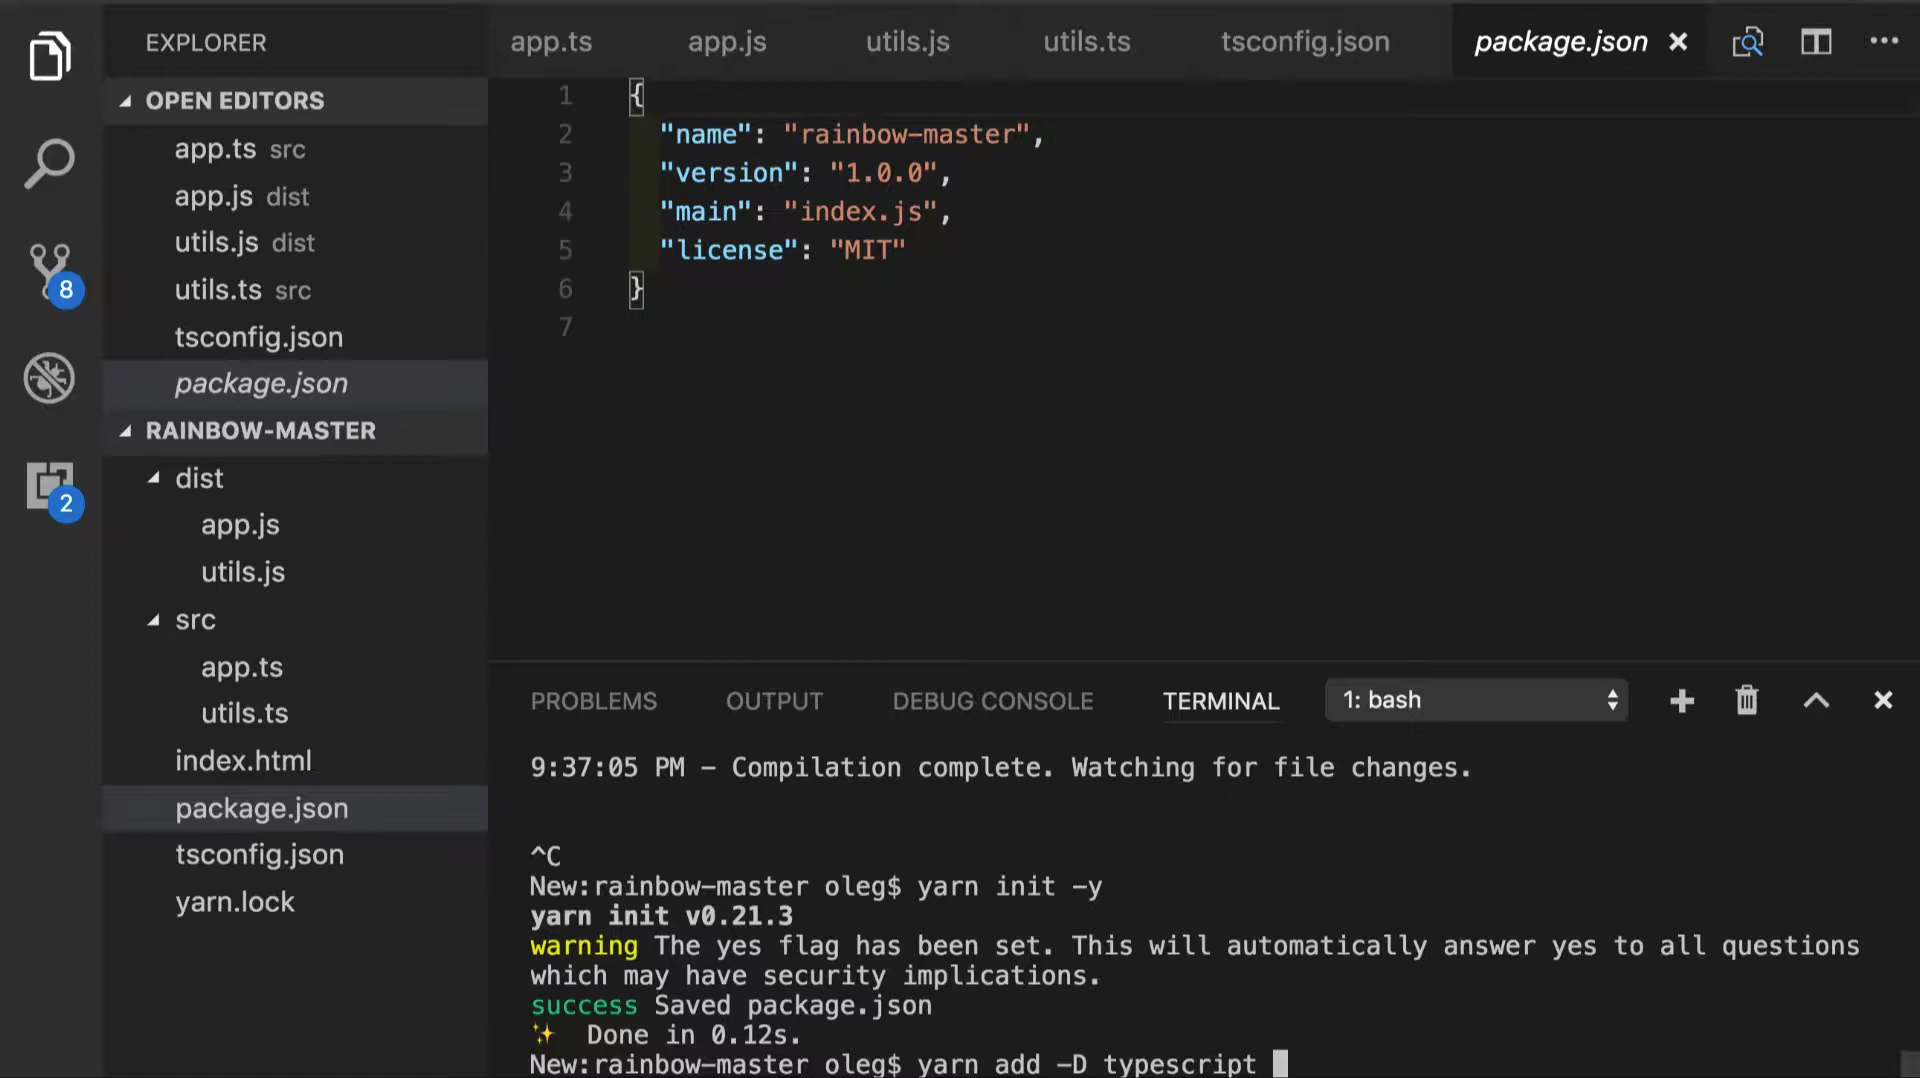 EXPLORER
OPEN EDITORS
app.ts src
app.js dist
utils.js dist
utils.ts src
tsconfig.json
package.json
RAINBOW-MASTER
dist
app.js
utils.js
src
app.ts
utils.ts
index.html
package.json
tsconfig.json
yarn.lock
8
2
app.ts app.js utils.js utils.ts tsconfig.json package.json
1 {
2 "name": "rainbow-master",
3 "version": "1.0.0",
4 "main": "index.js",
5 "license": "MIT"
6 }
7
PROBLEMS OUTPUT DEBUG CONSOLE TERMINAL 1: bash
9:37:05 PM - Compilation complete. Watching for file changes.
^C
New:rainbow-master oleg$ yarn init -y
yarn init v0.21.3
warning The yes flag has been set. This will automatically answer yes to all questions
which may have security implications.
success Saved package.json
✨ Done in 0.12s.
New:rainbow-master oleg$ yarn add -D typescript